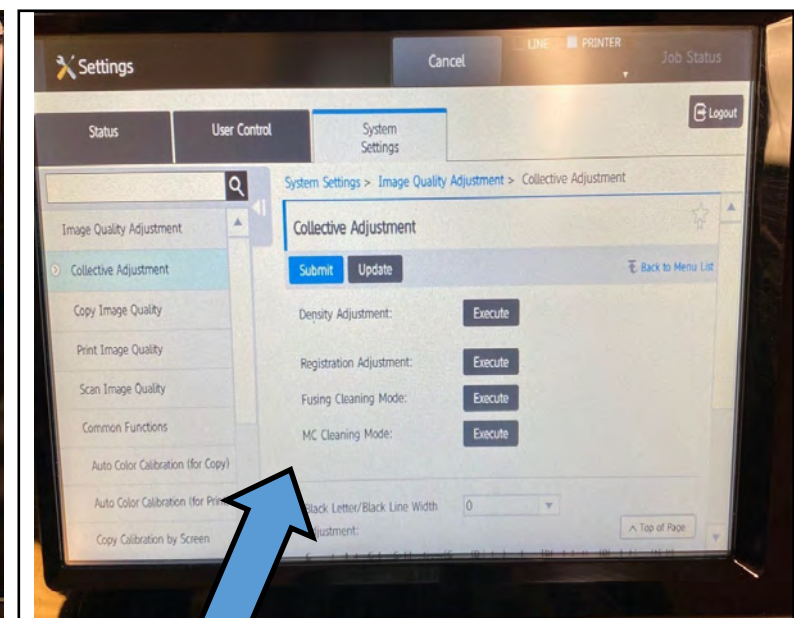 LINE PRINTER
Settings
Cancel
Job Status
Status
User Control
System
Settings
Logout
System Settings > Image Quality Adjustment > Collective Adjustment
Image Quality Adjustment
Collective Adjustment
Collective Adjustment
Submit
Update
Back to Menu List
Copy Image Quality
Density Adjustment:
Execute
Print Image Quality
Registration Adjustment:
Execute
Scan Image Quality
Fusing Cleaning Mode:
Execute
Common Functions
MC Cleaning Mode:
Execute
Auto Color Calibration (for Copy)
Auto Color Calibration (for
Black Letter/Black Line Width
0
Copy Calibration by Screen
Top of Page